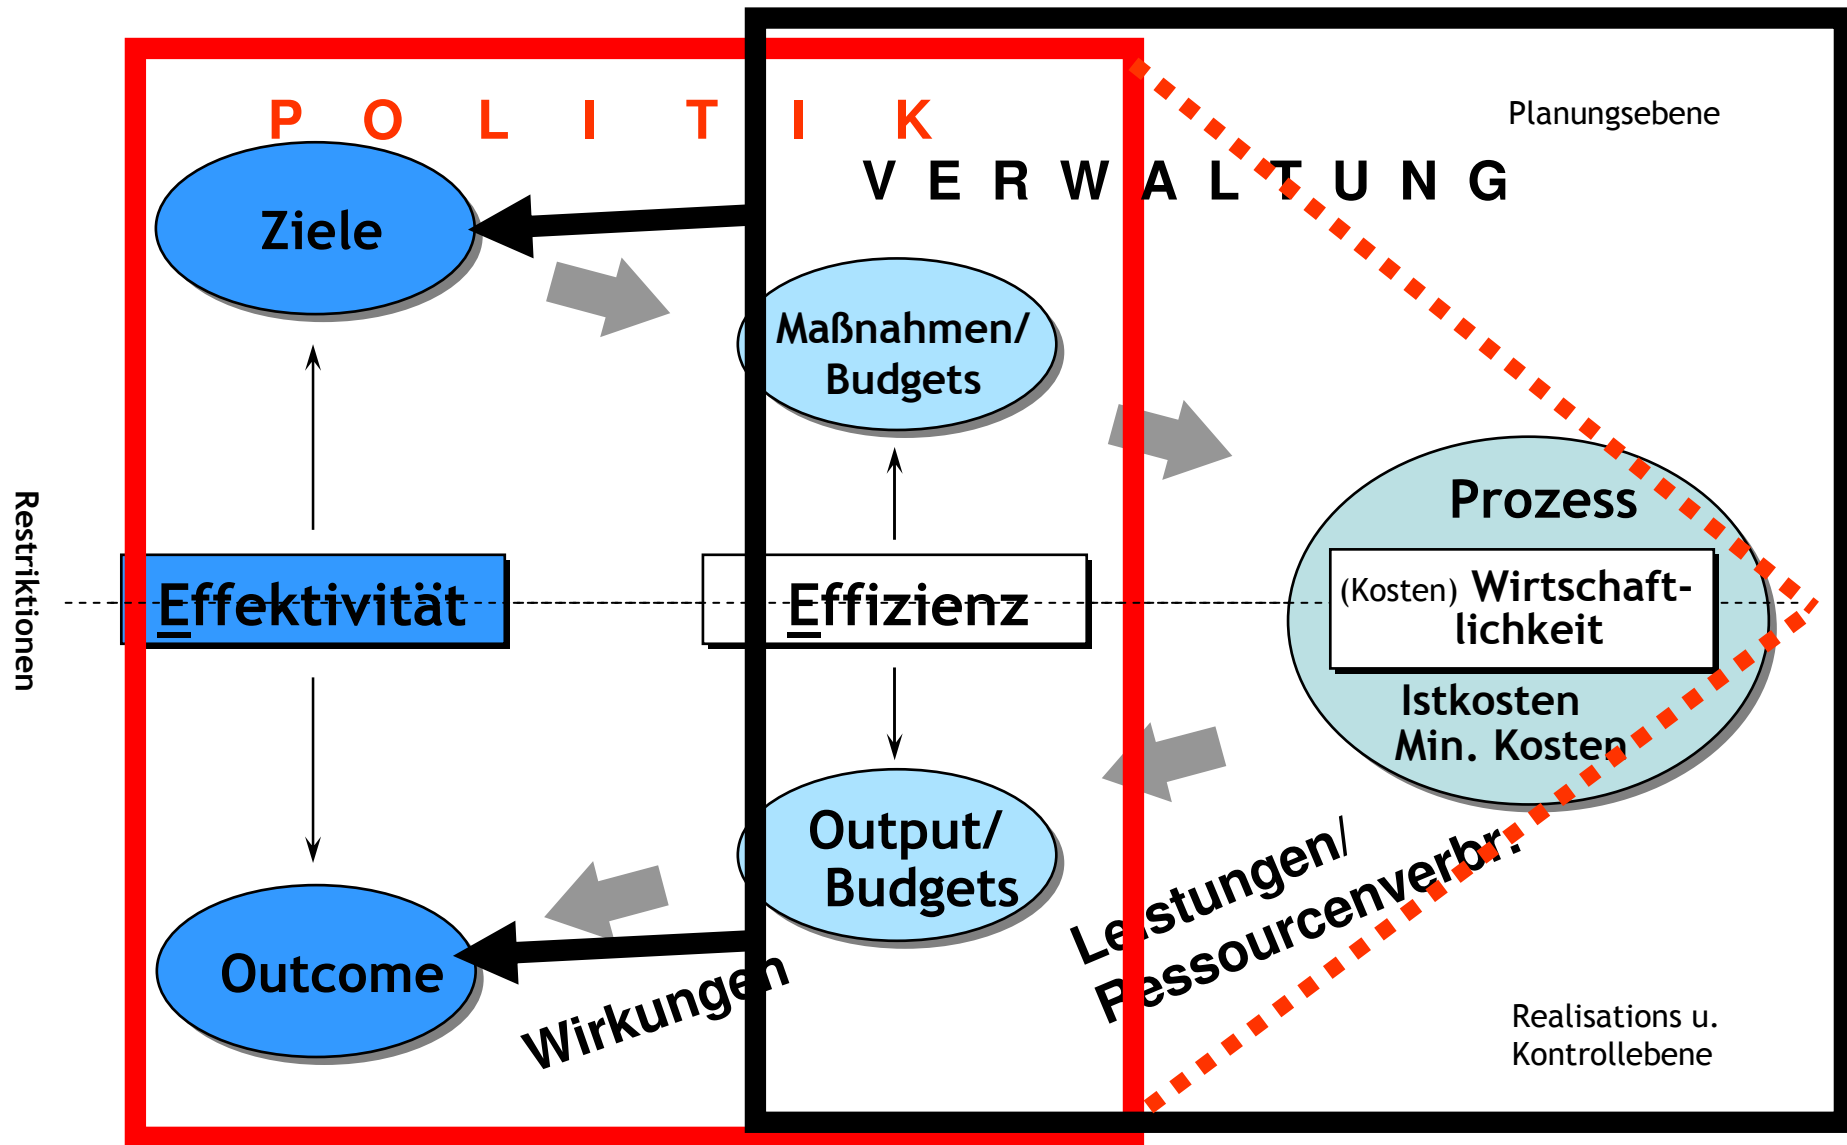 P O L I T I K
Planungsebene
V E R W A L T U N G
Ziele
Maßnahmen/
Budgets
Prozess
Restriktionen
Effektivität
Effizienz
(Kosten) Wirtschaft-
lichkeit
Istkosten
Min. Kosten
Output/
Budgets
Leistungen/
Ressourcenverbr.
Outcome
Wirkungen
Realisations u.
Kontrollebene